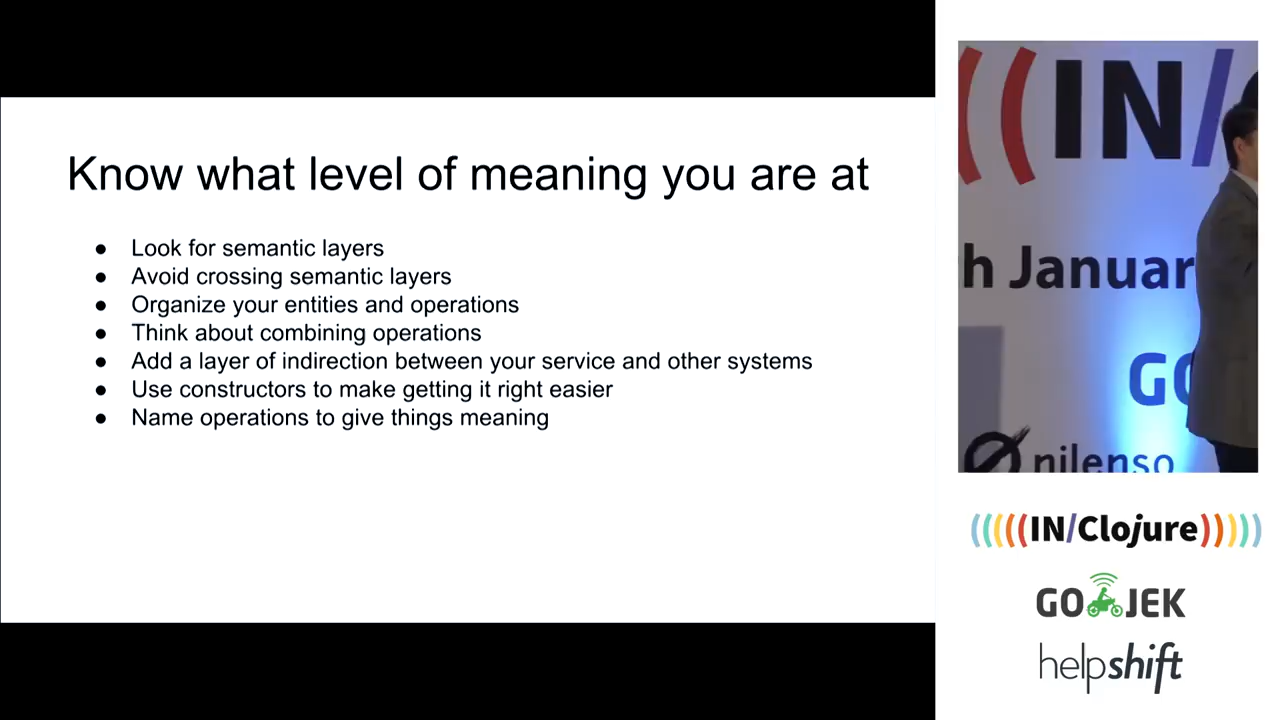 Know what level of meaning you are at
● Look for semantic layers
● Avoid crossing semantic layers
● Organize your entities and operations
● Think about combining operations
● Add a layer of indirection between your service and other systems
● Use constructors to make getting it right easier
● Name operations to give things meaning
((IN/
h Januar
GO
nilenso
(((((IN/Clojure)))))
GO JEK
helpshift